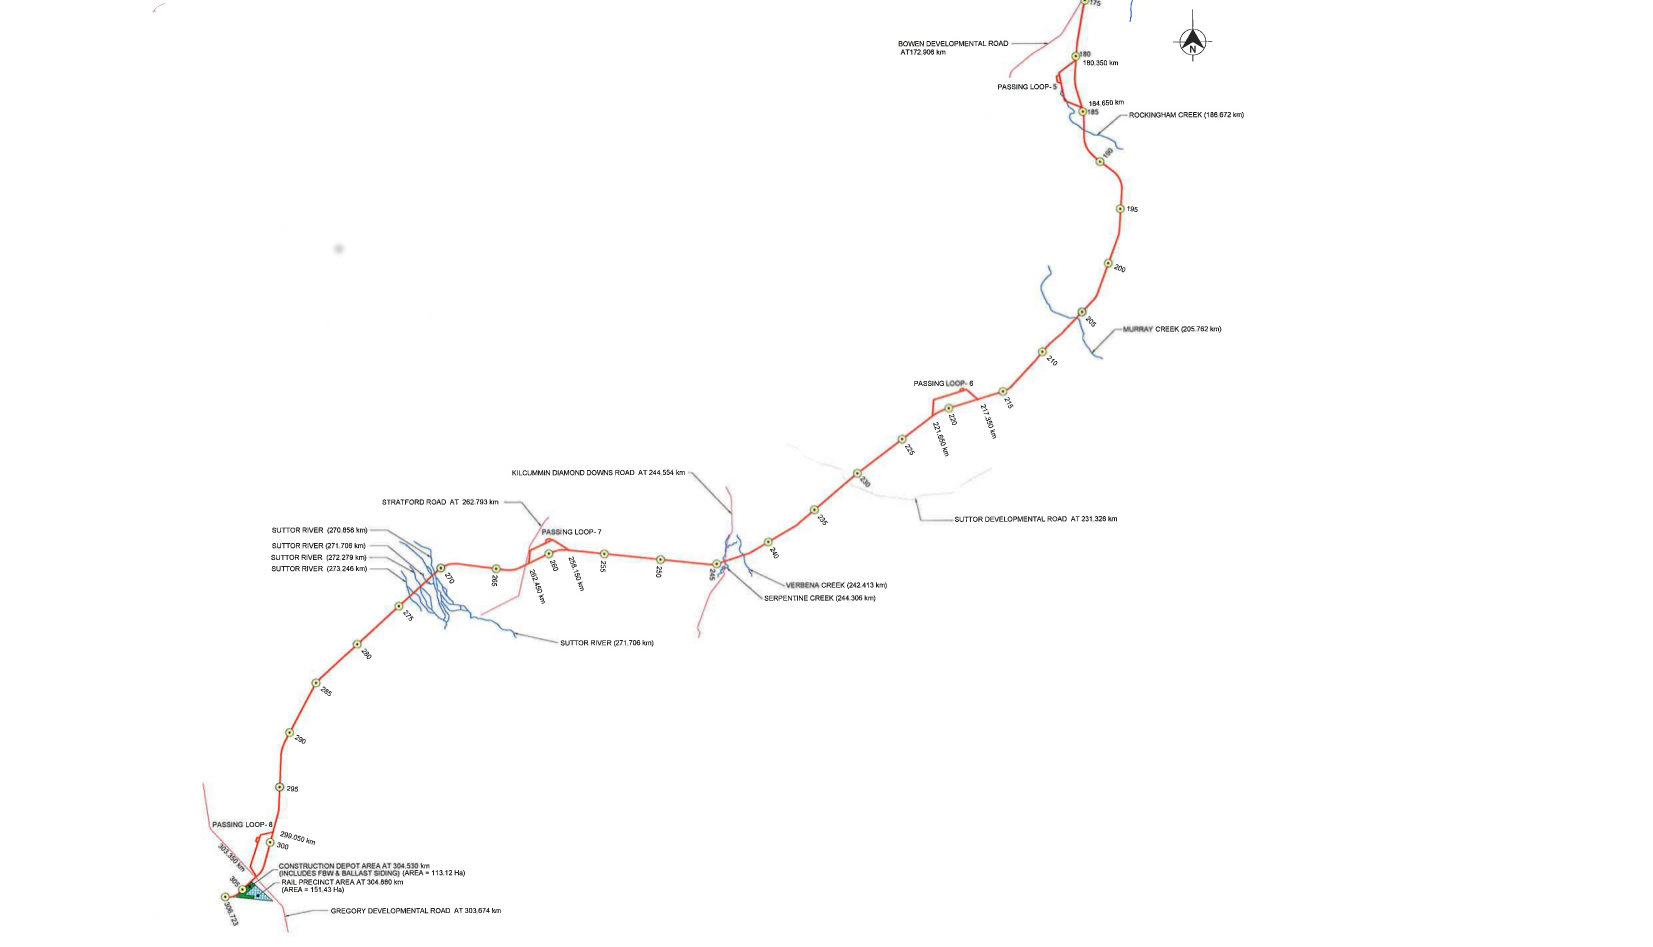 175
BOWEN DEVELOPMENTAL ROAD
AT172.906 km
N
180
180.350 km
PASSING LOOP- 5
184.650 km
185
ROCKINGHAM CREEK (186.672 km)
190
195
200
205
MURRAY CREEK (205.762 km)
210
PASSING LOOP- 6
215
217.350 km
220
221.650 km
225
230
KILCUMMIN DIAMOND DOWNS ROAD AT 244.554 km
STRATFORD ROAD AT 262.793 km
235
SUTTOR DEVELOPMENTAL ROAD AT 231.326 km
SUTTOR RIVER (270.856 km)
PASSING LOOP- 7
SUTTOR RIVER (271.706 km)
240
SUTTOR RIVER (272.279 km)
SUTTOR RIVER (273.246 km)
270
265
262.450 km
260
258.150 km
255
250
245
VERBENA CREEK (242.413 km)
SERPENTINE CREEK (244.306 km)
275
SUTTOR RIVER (271.706 km)
280
285
290
295
PASSING LOOP- 8
299.050 km
300
303.350 km
CONSTRUCTION DEPOT AREA AT 304.530 km
(INCLUDES FBW & BALLAST SIDING) (AREA = 113.12 Ha)
305
RAIL PRECINCT AREA AT 304.880 km
(AREA = 151.43 Ha)
306.723
GREGORY DEVELOPMENTAL ROAD AT 303.674 km